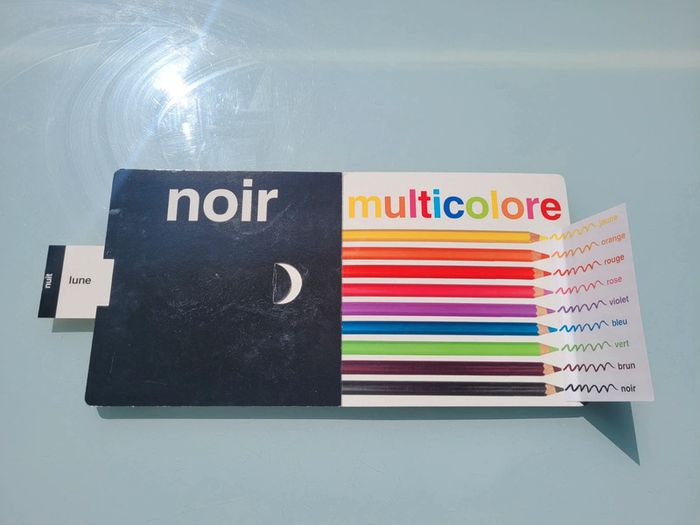 noir
nuit
lune
multicolore
jaune
orange
rouge
rose
violet
bleu
vert
brun
noir